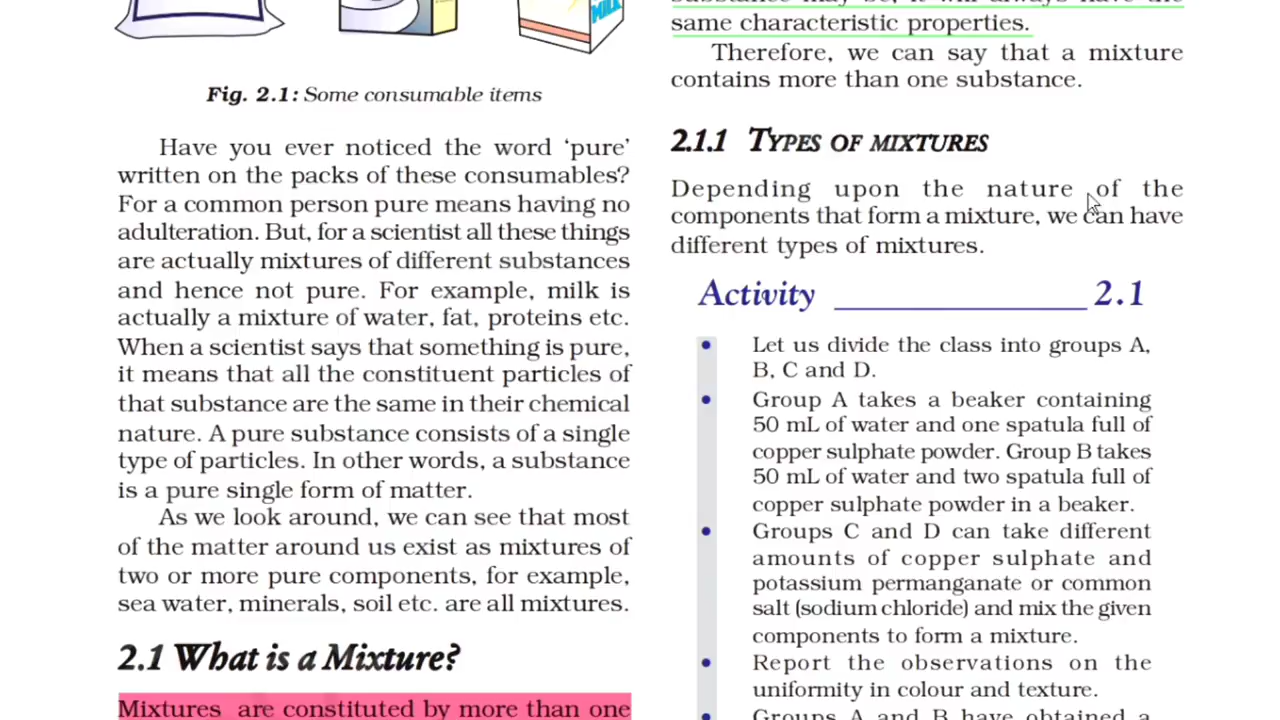 MILK
Fig. 2.1: Some consumable items
Have you ever noticed the word ‘pure’
written on the packs of these consumables?
For a common person pure means having no
adulteration. But, for a scientist all these things
are actually mixtures of different substances
and hence not pure. For example, milk is
actually a mixture of water, fat, proteins etc.
When a scientist says that something is pure,
it means that all the constituent particles of
that substance are the same in their chemical
nature. A pure substance consists of a single
type of particles. In other words, a substance
is a pure single form of matter.
As we look around, we can see that most
of the matter around us exist as mixtures of
two or more pure components, for example,
sea water, minerals, soil etc. are all mixtures.
2.1 What is a Mixture?
Mixtures are constituted by more than one
same characteristic properties.
Therefore, we can say that a mixture
contains more than one substance.
2.1.1 TYPES OF MIXTURES
Depending upon the nature of the
components that form a mixture, we can have
different types of mixtures.
Activity 2.1
• Let us divide the class into groups A,
B, C and D.
• Group A takes a beaker containing
50 mL of water and one spatula full of
copper sulphate powder. Group B takes
50 mL of water and two spatula full of
copper sulphate powder in a beaker.
• Groups C and D can take different
amounts of copper sulphate and
potassium permanganate or common
salt (sodium chloride) and mix the given
components to form a mixture.
• Report the observations on the
uniformity in colour and texture.
• Groups A and B have obtained a